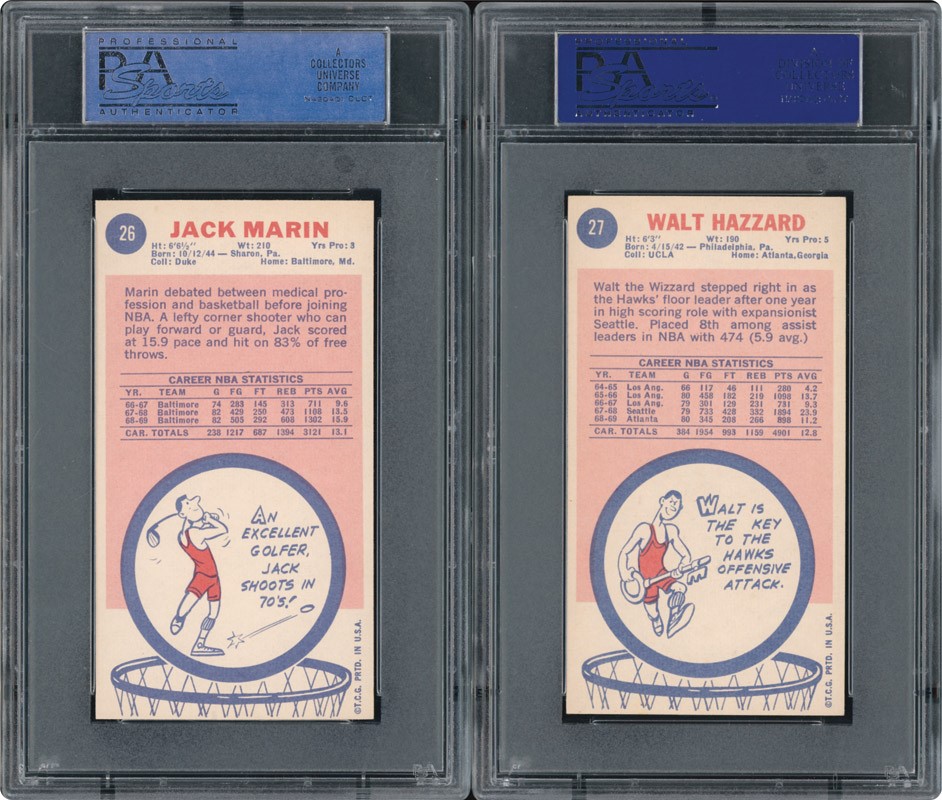 PROFESSIONAL
PSA
Sports
AUTHENTICATOR
A
COLLECTORS
UNIVERSE
COMPANY
26
JACK MARIN
Ht: 6'6½" Wt: 210 Yrs Pro: 3
Born: 10/12/44 — Sharon, Pa.
Coll: Duke Home: Baltimore, Md.
Marin debated between medical pro-
fession and basketball before joining
NBA. A lefty corner shooter who can
play forward or guard, Jack scored
at 15.9 pace and hit on 83% of free
throws.
CAREER NBA STATISTICS
YR. TEAM G FG FT REB PTS AVG
66-67 Baltimore 74 283 145 313 711 9.6
67-68 Baltimore 82 429 250 473 1108 13.5
68-69 Baltimore 82 505 292 608 1302 15.9
CAR. TOTALS 238 1217 687 1394 3121 13.1
AN
EXCELLENT
GOLFER,
JACK
SHOOTS IN
70's!
©T.C.G. PRTD. IN U.S.A.
PSA
Sports
27
WALT HAZZARD
Ht: 6'3" Wt: 190 Yrs Pro: 5
Born: 4/15/42 — Philadelphia, Pa.
Coll: UCLA Home: Atlanta, Georgia
Walt the Wizzard stepped right in as
the Hawks' floor leader after one year
in high scoring role with expansionist
Seattle. Placed 8th among assist
leaders in NBA with 474 (5.9 avg.)
CAREER NBA STATISTICS
YR. TEAM G FG FT REB PTS AVG
64-65 Los Ang. 66 117 46 111 280 4.2
65-66 Los Ang. 80 458 182 219 1098 13.7
66-67 Los Ang. 79 301 129 231 731 9.3
67-68 Seattle 79 733 428 332 1894 23.9
68-69 Atlanta 80 345 208 266 898 11.2
CAR. TOTALS 384 1954 993 1159 4901 12.8
WALT IS
THE KEY
TO THE
HAWKS
OFFENSIVE
ATTACK.
©T.C.G. PRTD. IN U.S.A.
PSA
PSA